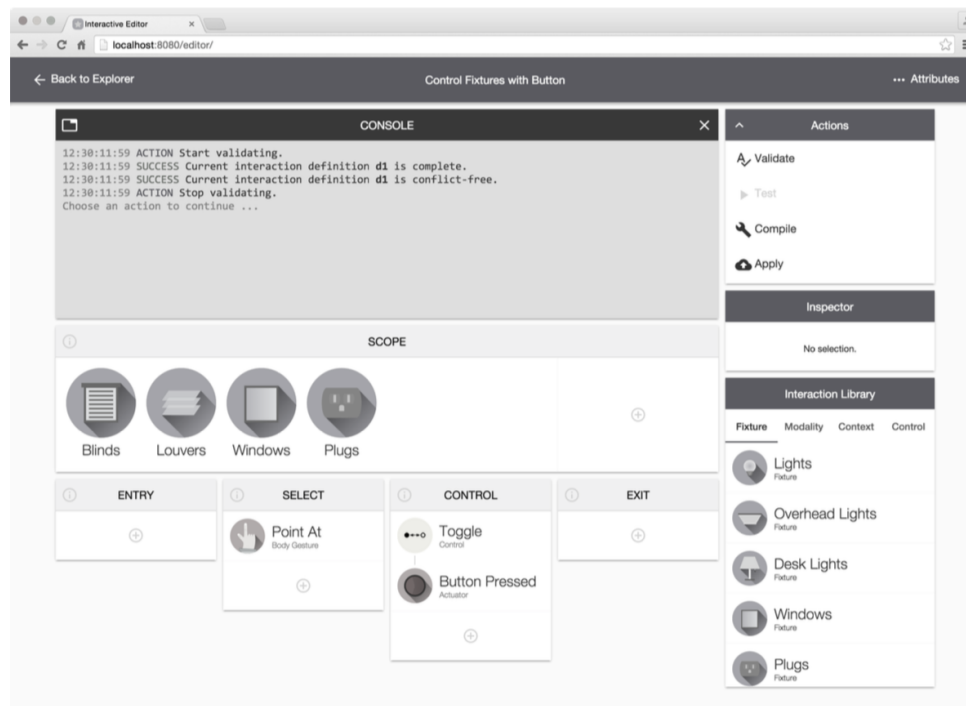 Interactive Editor
localhost:8080/editor/
Back to Explorer
Control Fixtures with Button
Attributes
CONSOLE
12:30:11:59 ACTION Start validating.
12:30:11:59 SUCCESS Current interaction definition d1 is complete.
12:30:11:59 SUCCESS Current interaction definition d1 is conflict-free.
12:30:11:59 ACTION Stop validating.
Choose an action to continue ...
SCOPE
Blinds
Louvers
Windows
Plugs
ENTRY
SELECT
Point At
Body Gesture
CONTROL
Toggle
Control
Button Pressed
Actuator
EXIT
Actions
Validate
Test
Compile
Apply
Inspector
No selection.
Interaction Library
Fixture Modality Context Control
Lights
Fixture
Overhead Lights
Fixture
Desk Lights
Fixture
Windows
Fixture
Plugs
Fixture